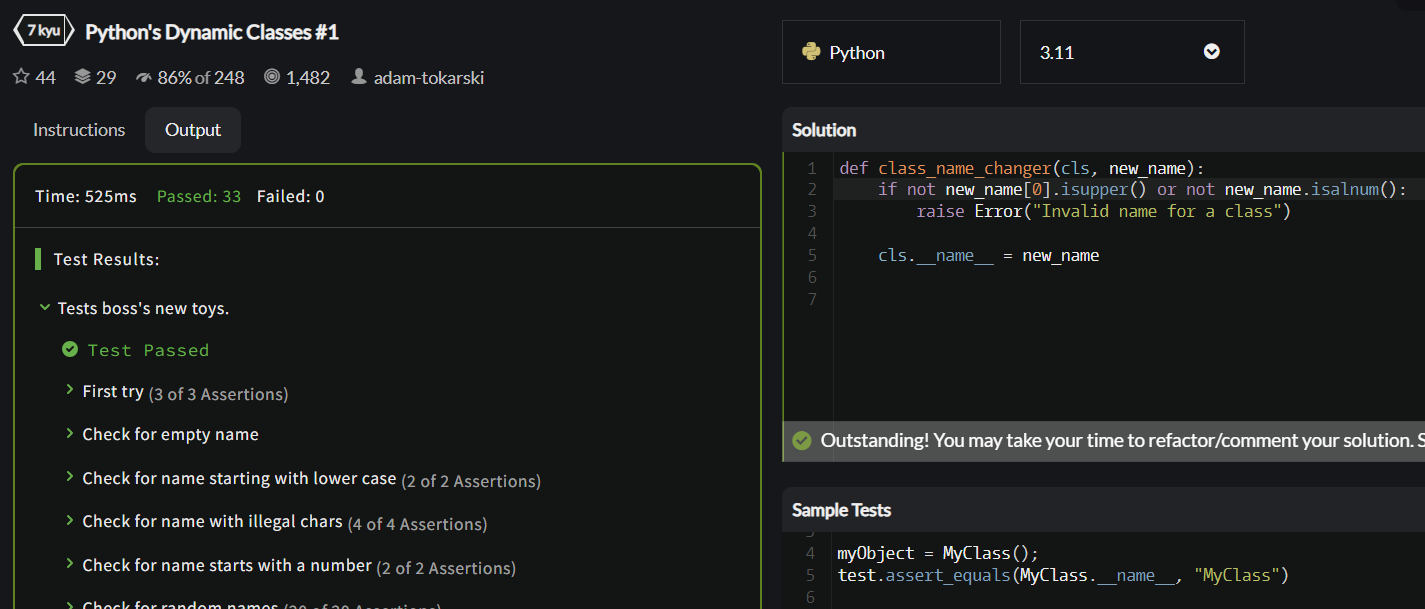 7 kyu Python's Dynamic Classes #1
44 29 86% of 248 1,482 adam-tokarski
Instructions Output
Time: 525ms Passed: 33 Failed: 0
Test Results:
Tests boss's new toys.
Test Passed
First try (3 of 3 Assertions)
Check for empty name
Check for name starting with lower case (2 of 2 Assertions)
Check for name with illegal chars (4 of 4 Assertions)
Check for name starts with a number (2 of 2 Assertions)
Check for random names (20 of 20 Assertions)
Python 3.11
Solution
1 def class_name_changer(cls, new_name):
2 if not new_name[0].isupper() or not new_name.isalnum():
3 raise Error("Invalid name for a class")
4
5 cls.__name__ = new_name
6
7
Outstanding! You may take your time to refactor/comment your solution. S
Sample Tests
4 myObject = MyClass();
5 test.assert_equals(MyClass.__name__, "MyClass")
6